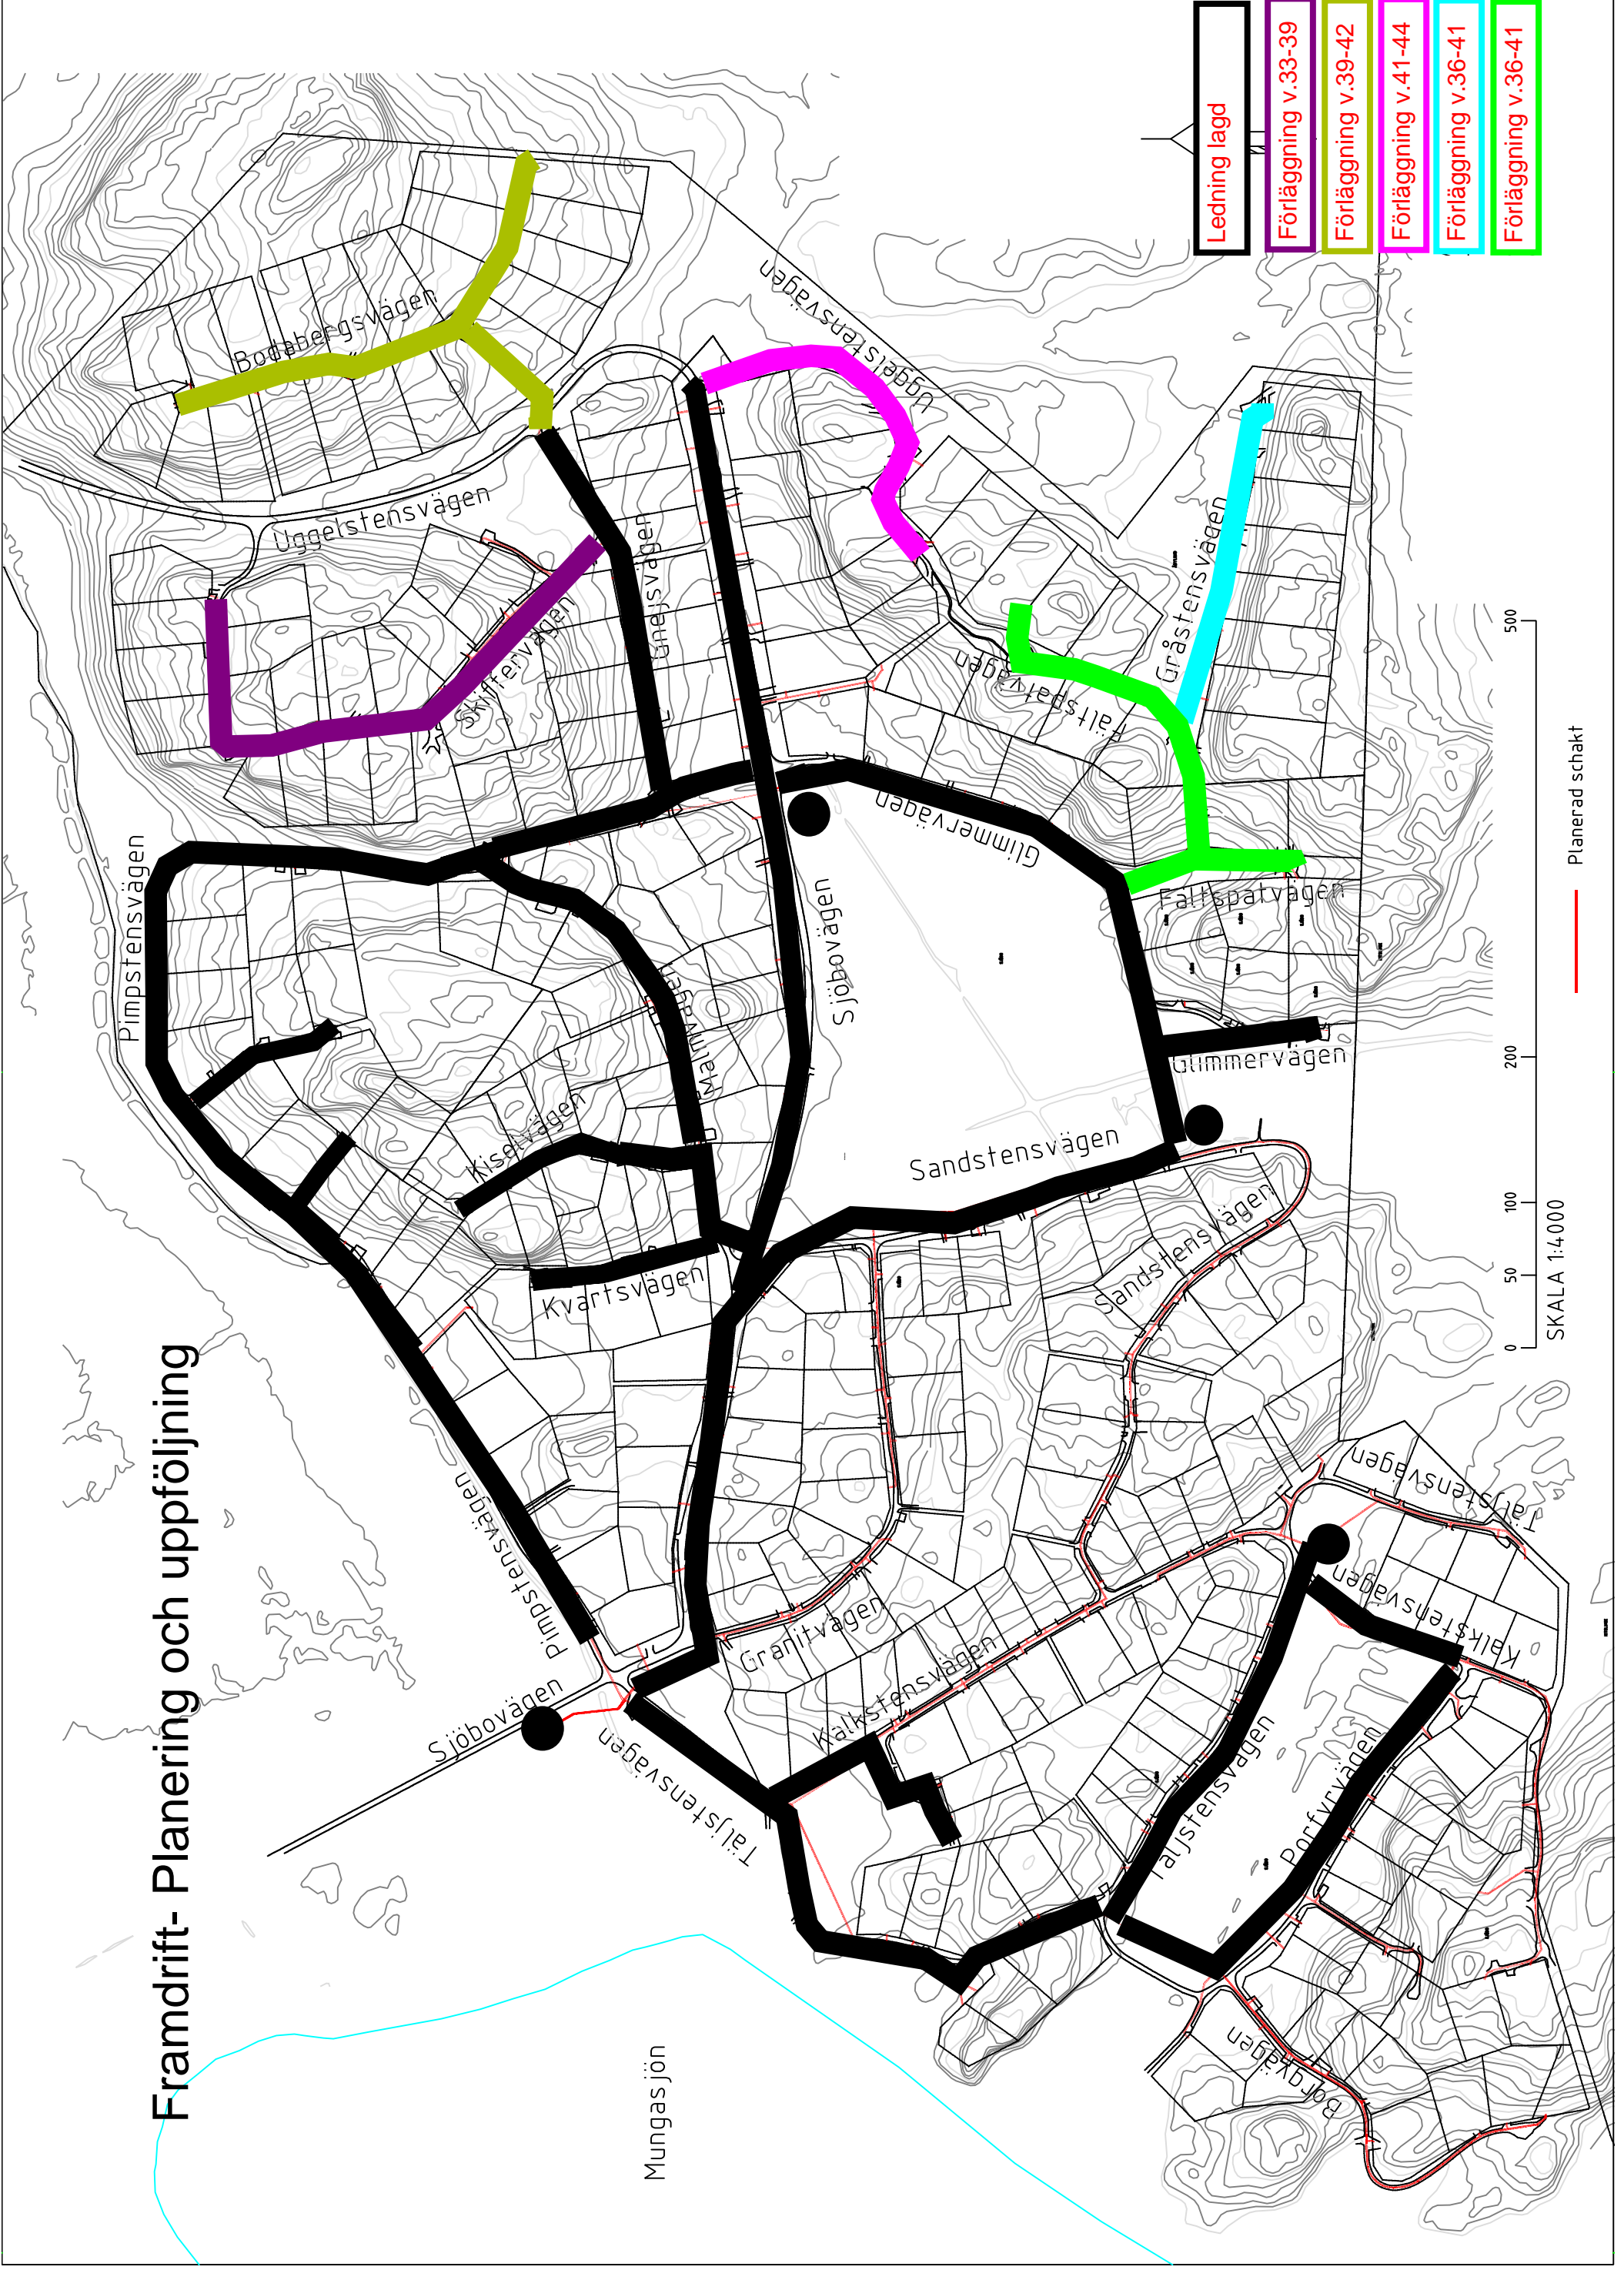 Framdrift- Planering och uppföljning
Ledning lagd
Förläggning v.33-39
Förläggning v.39-42
Förläggning v.41-44
Förläggning v.36-41
Förläggning v.36-41
Bodabergsvägen
Uggelstensvägen
Uggelstensvägen
Skiffervägen
Gnejsvägen
Pimpstensvägen
Sjöbovägen
Glimmervägen
Fältspatvägen
Gråstensvägen
Fältspatvägen
Glimmervägen
Malmvägen
Kiselvägen
Kvartsvägen
Sandstensvägen
Sandstensvägen
Pimpstensvägen
Sjöbovägen
Täljstensvägen
Granitvägen
Kalkstensvägen
Täljstensvägen
Kalkstensvägen
Täljstensvägen
Porfyrvägen
Borgvägen
Mungasjön
0 50 100 200 500
SKALA 1:4000
Planerad schakt